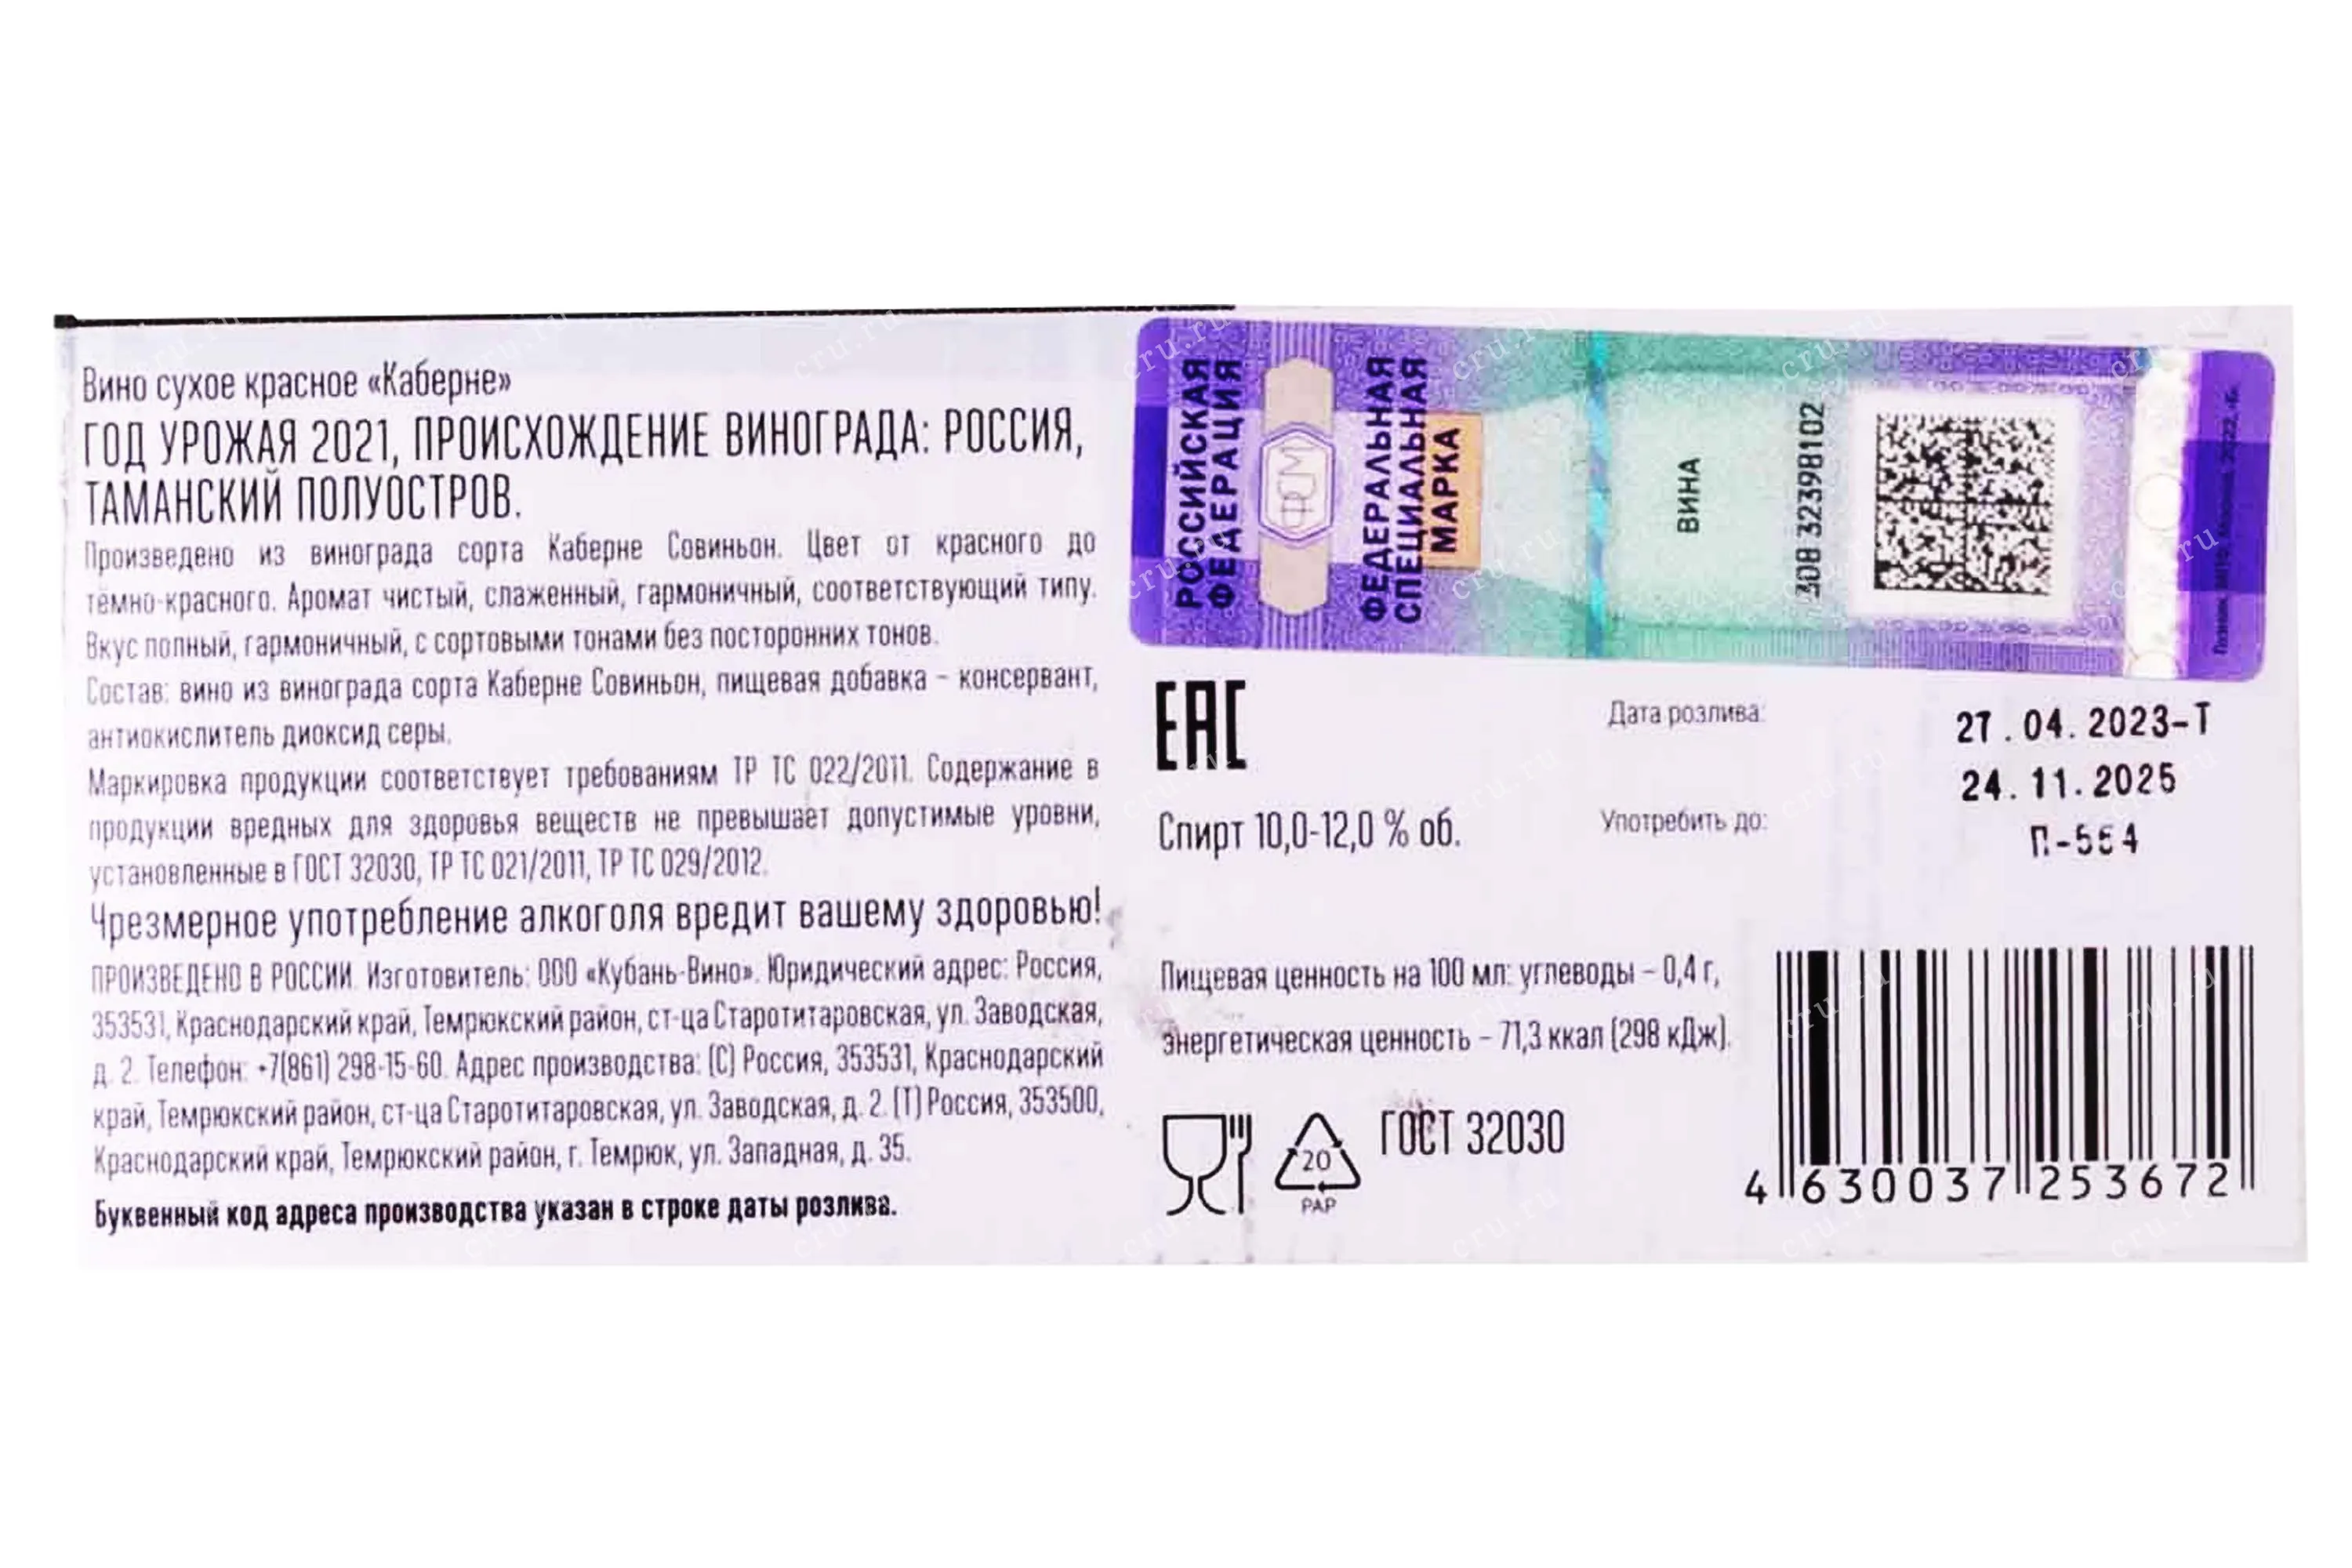 Вино сухое красное «Каберне»
ГОД УРОЖАЯ 2021, ПРОИСХОЖДЕНИЕ ВИНОГРАДА: РОССИЯ,
ТАМАНСКИЙ ПОЛУОСТРОВ.
Произведено из винограда сорта Каберне Совиньон. Цвет от красного до
тёмно-красного. Аромат чистый, слаженный, гармоничный, соответствующий типу.
Вкус полный, гармоничный, с сортовыми тонами без посторонних тонов.
Состав: вино из винограда сорта Каберне Совиньон, пищевая добавка – консервант,
антиокислитель диоксид серы.
Маркировка продукции соответствует требованиям ТР ТС 022/2011. Содержание в
продукции вредных для здоровья веществ не превышает допустимые уровни,
установленные в ГОСТ 32030, ТР ТС 021/2011, ТР ТС 029/2012.
Чрезмерное употребление алкоголя вредит вашему здоровью!
ПРОИЗВЕДЕНО В РОССИИ. Изготовитель: ООО «Кубань-Вино». Юридический адрес: Россия,
353531, Краснодарский край, Темрюкский район, ст-ца Старотитаровская, ул. Заводская,
д. 2. Телефон: +7(861) 298-15-60. Адрес производства: (С) Россия, 353531, Краснодарский
край, Темрюкский район, ст-ца Старотитаровская, ул. Заводская, д. 2. (Т) Россия, 353500,
Краснодарский край, Темрюкский район, г. Темрюк, ул. Западная, д. 35.
Буквенный код адреса производства указан в строке даты розлива.
РОССИЙСКАЯ
ФЕДЕРАЦИЯ
ФСМ
ФЕДЕРАЛЬНАЯ
СПЕЦИАЛЬНАЯ
МАРКА
ВИНА
308 32398102
EAC
Дата розлива:
27.04.2023-Т
24.11.2025
Спирт 10,0-12,0 % об.
Употребить до:
П-554
Пищевая ценность на 100 мл: углеводы – 0,4 г,
энергетическая ценность – 71,3 ккал (298 кДж).
20
PAP
ГОСТ 32030
4 630037 253672
cru.ru